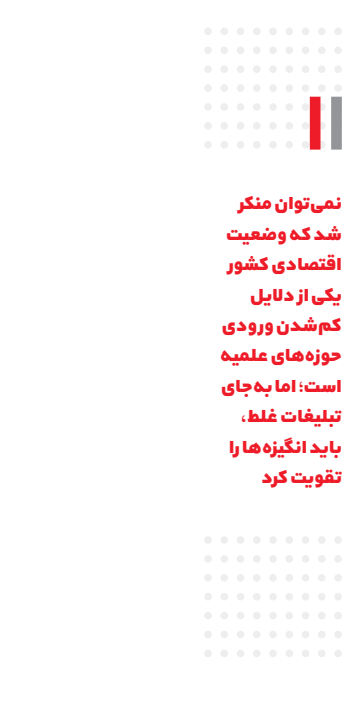 نمی‌توان منکر
شد که وضعیت
اقتصادی کشور
یکی از دلایل
کم‌شدن ورودی
حوزه‌های علمیه
است؛ اما به‌جای
تبلیغات غلط،
باید انگیزه‌ها را
تقویت کرد